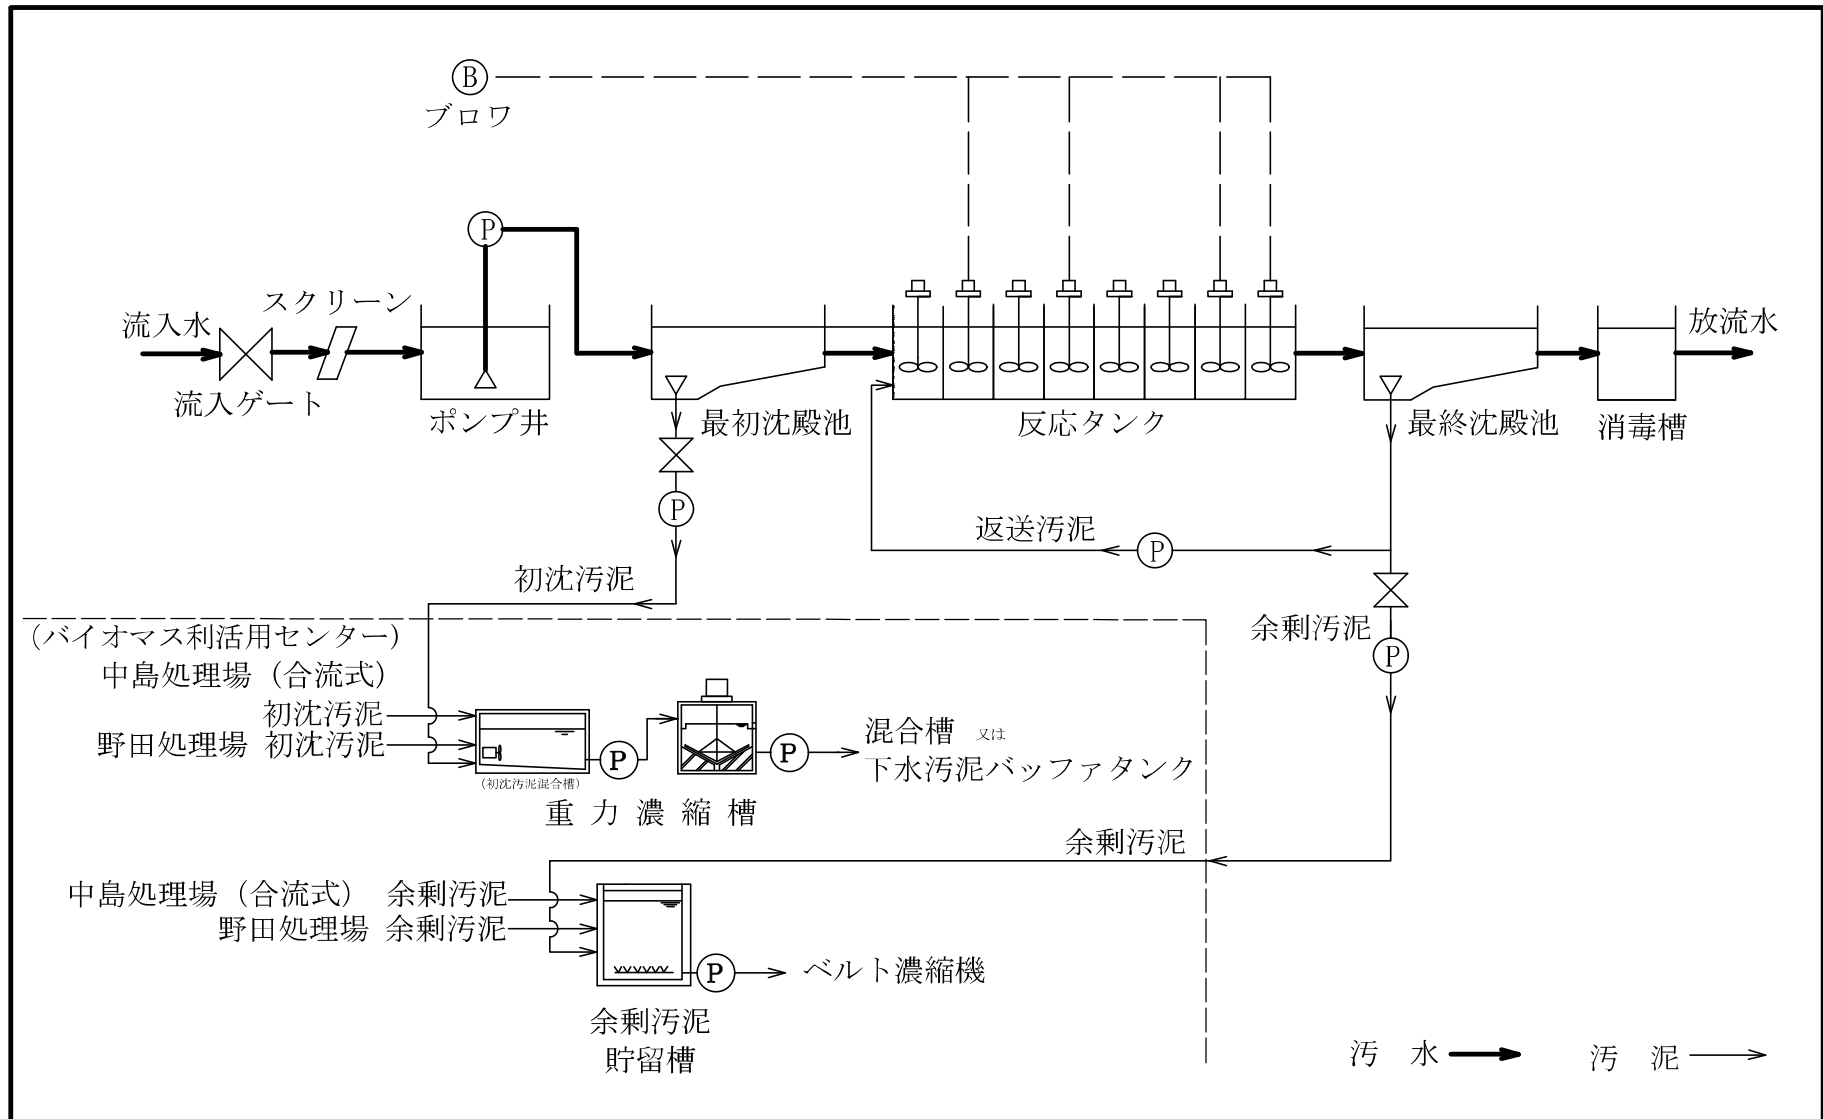 B
ブロワ
P
スクリーン
流入水
流入ゲート
ポンプ井
最初沈殿池
反応タンク
最終沈殿池
消毒槽
放流水
P
返送汚泥
P
初沈汚泥
余剰汚泥
P
(バイオマス利活用センター)
中島処理場 (合流式)
初沈汚泥
野田処理場 初沈汚泥
(初沈汚泥混合槽)
P
P
混合槽 又は
下水汚泥バッファタンク
重力濃縮槽
余剰汚泥
中島処理場 (合流式) 余剰汚泥
野田処理場 余剰汚泥
P
ベルト濃縮機
余剰汚泥
貯留槽
汚 水
汚 泥